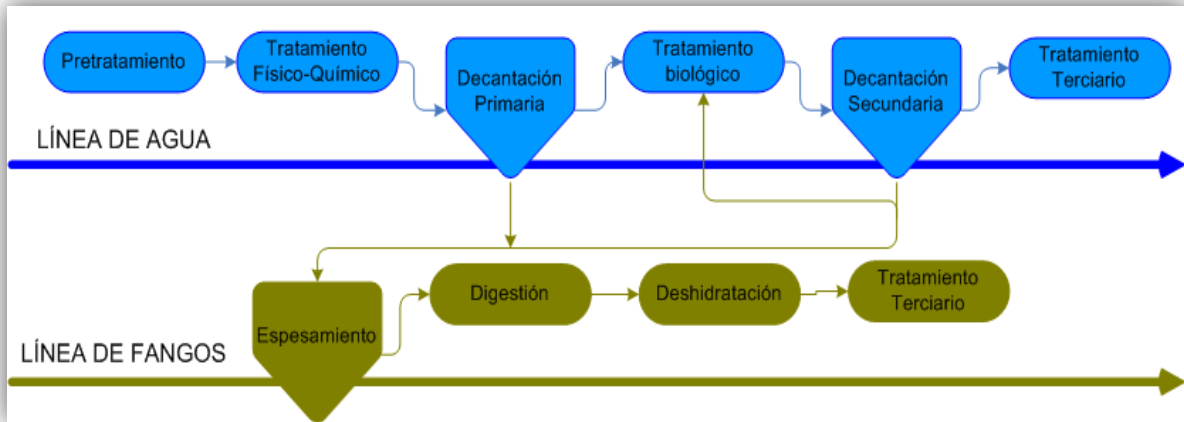 Pretratamiento
Tratamiento
Físico-Químico
Decantación
Primaria
Tratamiento
biológico
Decantación
Secundaria
Tratamiento
Terciario
LÍNEA DE AGUA
Espesamiento
Digestión
Deshidratación
Tratamiento
Terciario
LÍNEA DE FANGOS